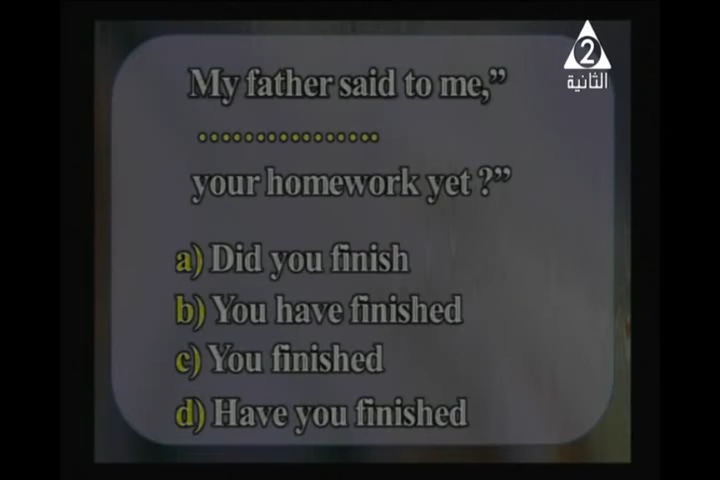 2
الثانية
My father said to me,”
................
your homework yet ?”
a) Did you finish
b) You have finished
c) You finished
d) Have you finished